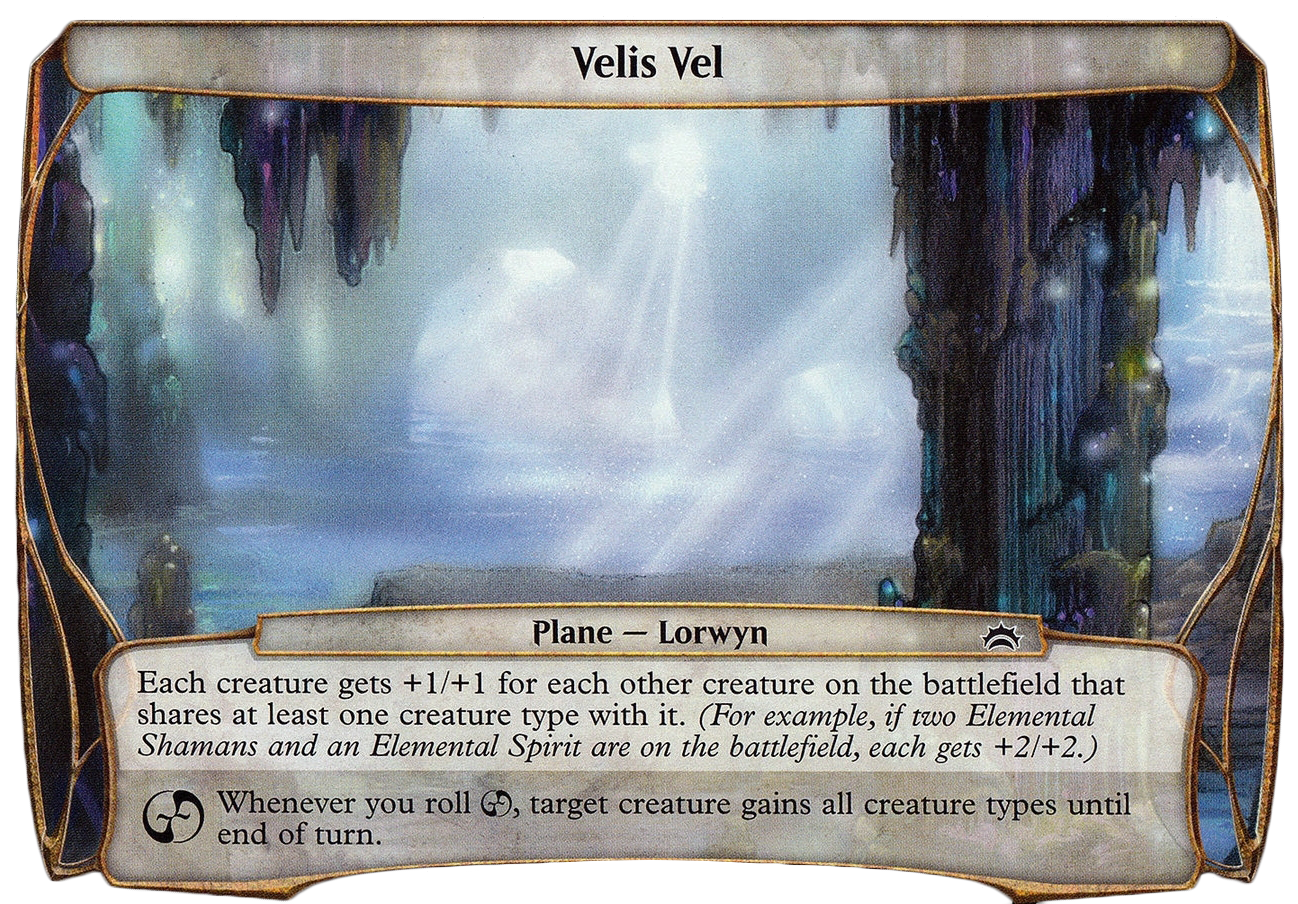 Velis Vel
Plane — Lorwyn
Each creature gets +1/+1 for each other creature on the battlefield that
shares at least one creature type with it. (For example, if two Elemental
Shamans and an Elemental Spirit are on the battlefield, each gets +2/+2.)
Whenever you roll , target creature gains all creature types until
end of turn.